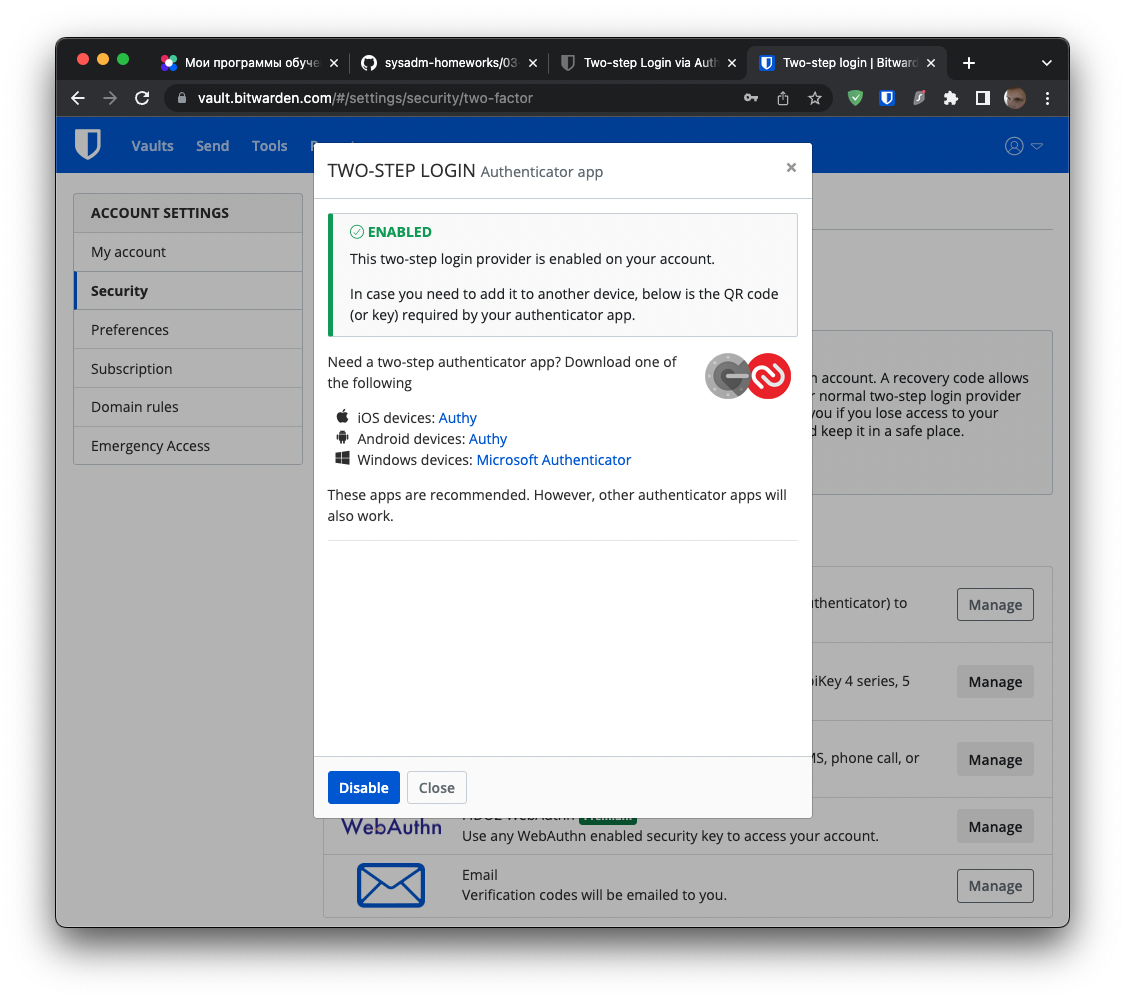 Мои программы обуче
sysadm-homeworks/03-
Two-step Login via Auth
Two-step login | Bitward
vault.bitwarden.com/#/settings/security/two-factor
Vaults Send Tools
TWO-STEP LOGIN Authenticator app
ACCOUNT SETTINGS
My account
Security
Preferences
Subscription
Domain rules
Emergency Access
ENABLED
This two-step login provider is enabled on your account.
In case you need to add it to another device, below is the QR code
(or key) required by your authenticator app.
Need a two-step authenticator app? Download one of
the following
iOS devices: Authy
Android devices: Authy
Windows devices: Microsoft Authenticator
These apps are recommended. However, other authenticator apps will
also work.
Disable Close
account. A recovery code allows
normal two-step login provider
you if you lose access to your
keep it in a safe place.
uthenticator) to
Manage
iKey 4 series, 5
Manage
MS, phone call, or
Manage
WebAuthn
FIDO2 WebAuthn Premium
Use any WebAuthn enabled security key to access your account.
Manage
Email
Verification codes will be emailed to you.
Manage